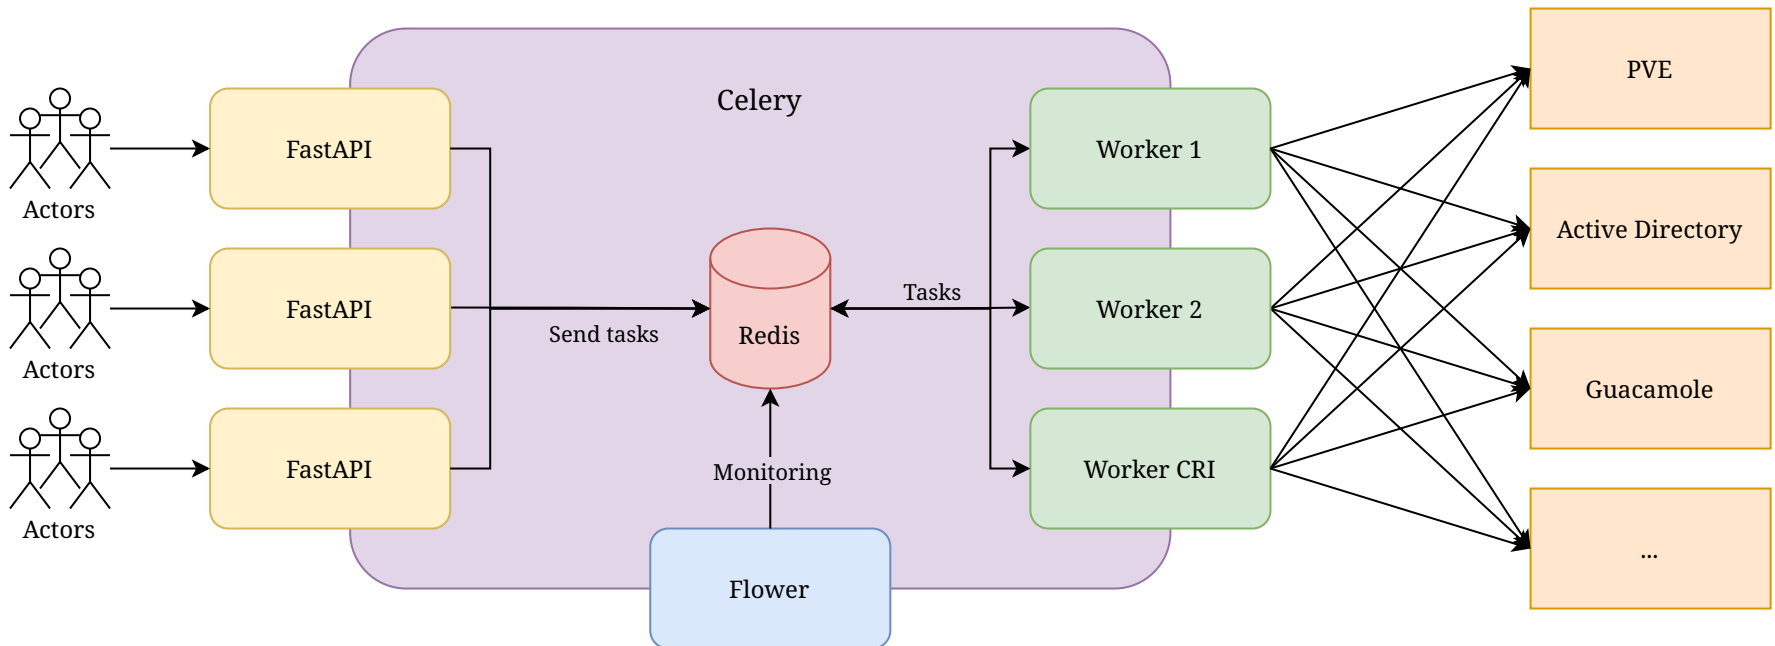 Celery
Actors
FastAPI
Actors
FastAPI
Actors
FastAPI
Send tasks
Redis
Tasks
Monitoring
Flower
Worker 1
Worker 2
Worker CRI
PVE
Active Directory
Guacamole
...